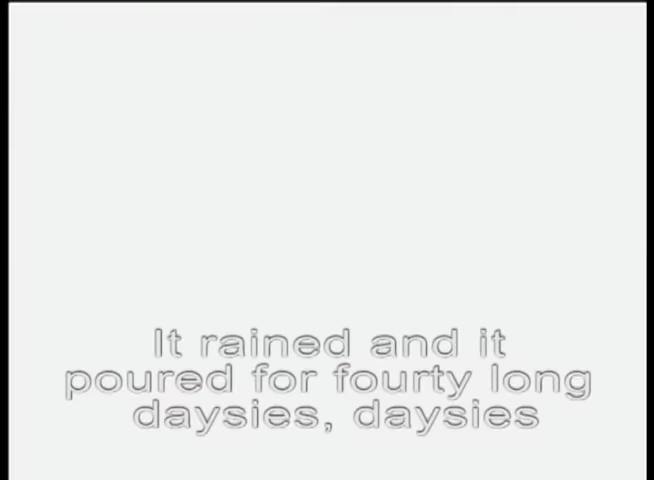 It rained and it
poured for fourty long
daysies, daysies